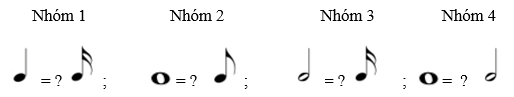 Nhóm 1 Nhóm 2 Nhóm 3 Nhóm 4
= ? ; = ? ; = ? ; = ?